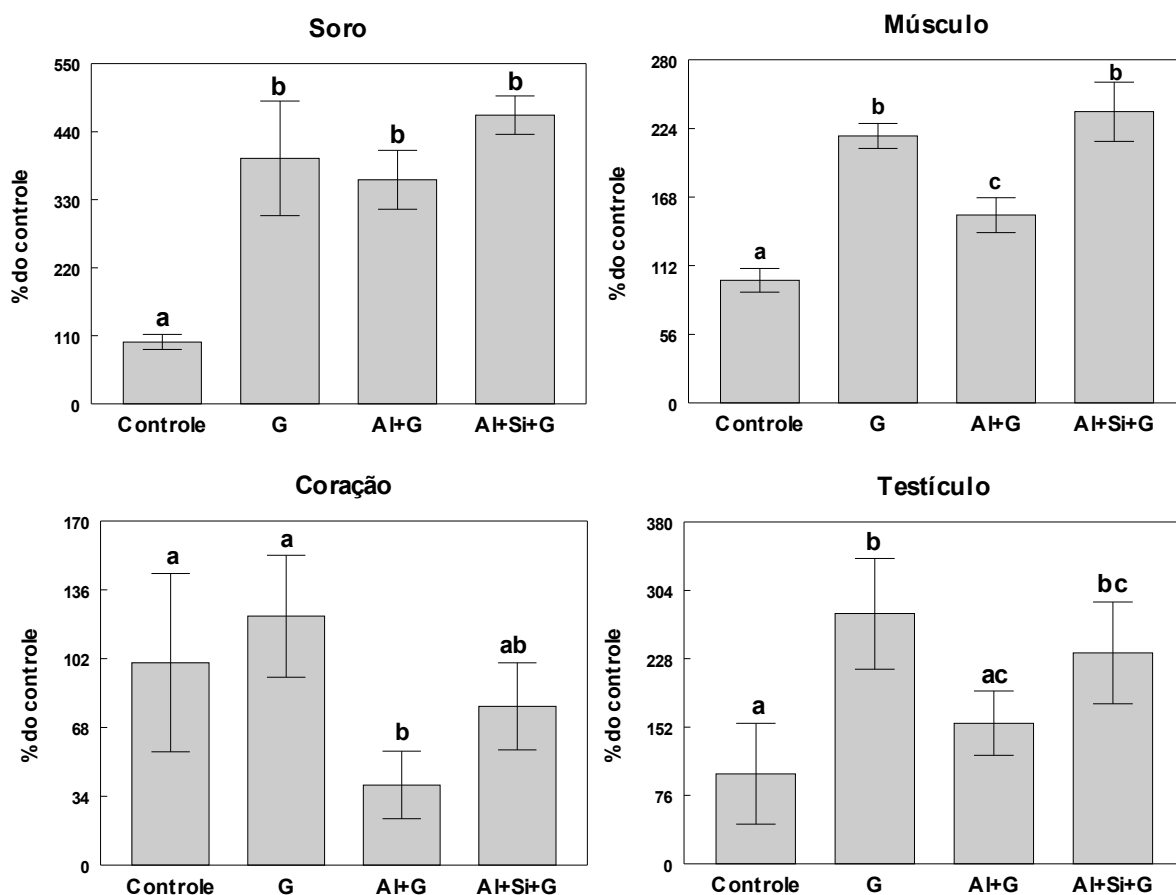 Soro
% do controle
550
440
330
220
110
0
a
b
b
b
Controle
G
Al+G
Al+Si+G
Músculo
% do controle
280
224
168
112
56
0
a
b
c
b
Controle
G
Al+G
Al+Si+G
Coração
% do controle
170
136
102
68
34
0
a
a
b
ab
Controle
G
Al+G
Al+Si+G
Testículo
% do controle
380
304
228
152
76
0
a
b
ac
bc
Controle
G
Al+G
Al+Si+G